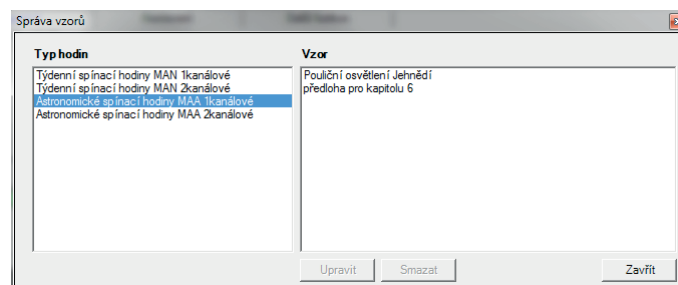 Správa vzorů
Typ hodin
Vzor
Týdenní spínací hodiny MAN 1kanálové
Týdenní spínací hodiny MAN 2kanálové
Astronomické spínací hodiny MAA 1kanálové
Astronomické spínací hodiny MAA 2kanálové
Pouliční osvětlení Jehnědí
předloha pro kapitolu 6
Upravit
Smazat
Zavřít